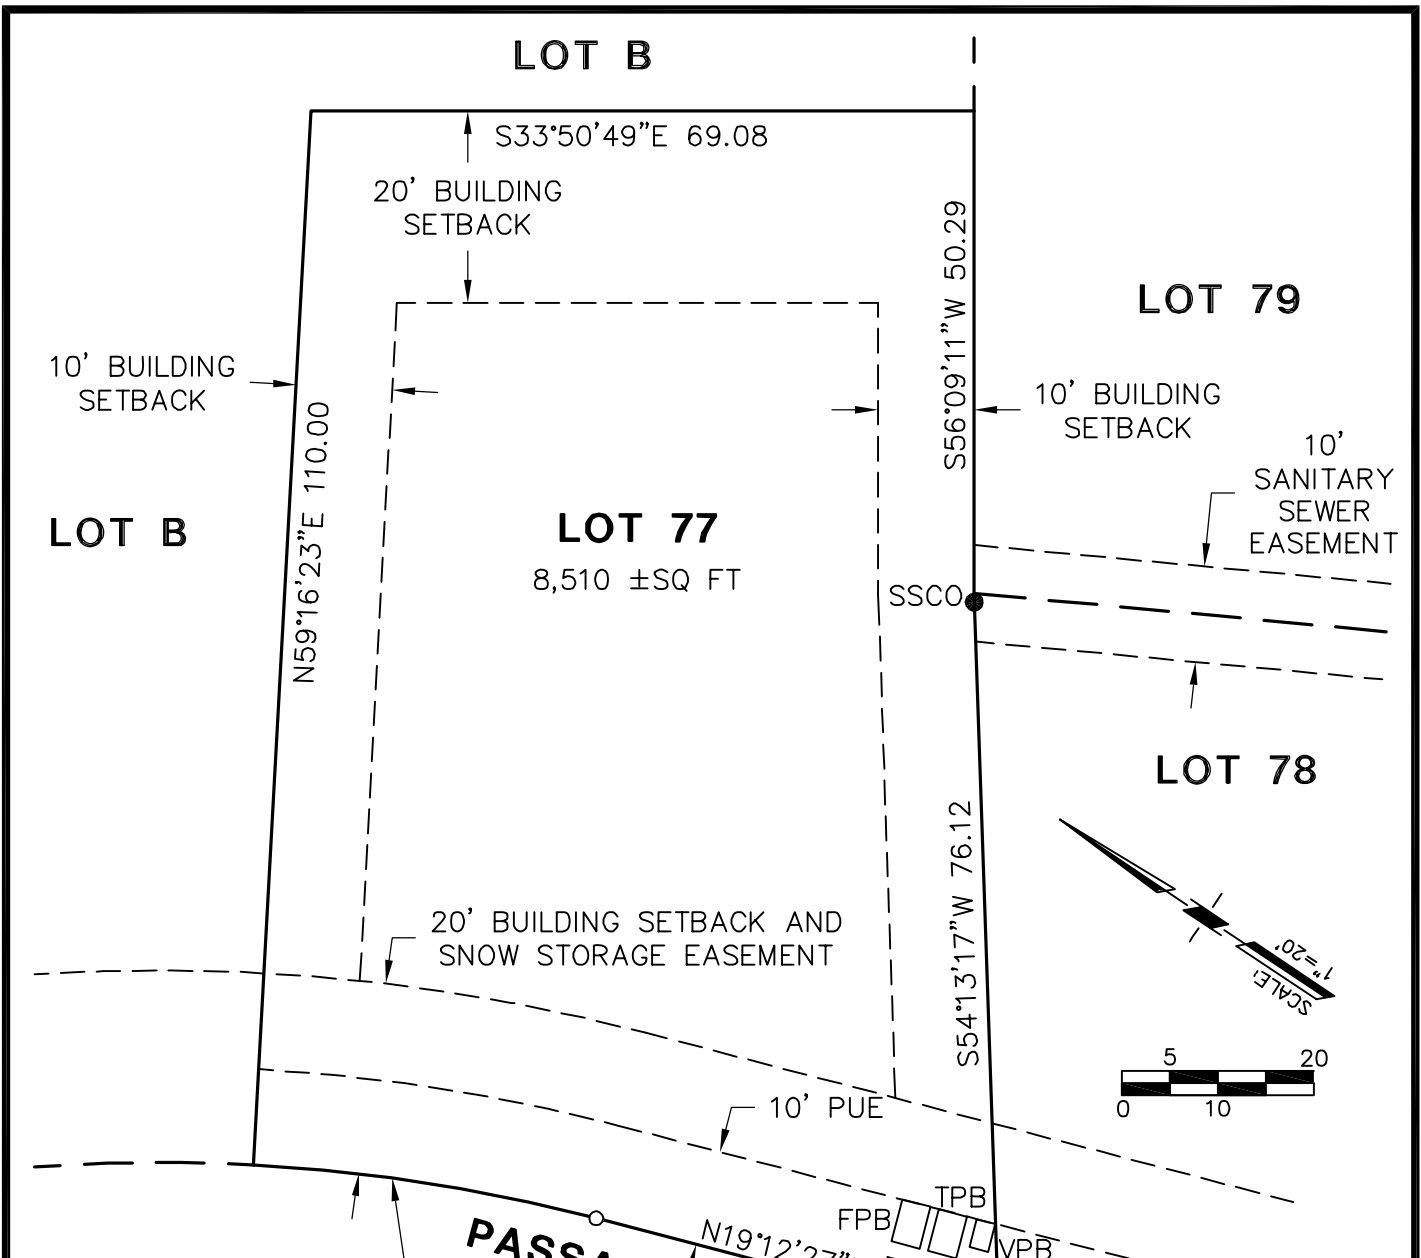 LOT B
S33°50'49"E 69.08
20' BUILDING
SETBACK
S56°09'11"W 50.29
LOT 79
10' BUILDING
SETBACK
10' BUILDING
SETBACK
10'
SANITARY
SEWER
EASEMENT
N59°16'23"E 110.00
LOT B
LOT 77
8,510 ±SQ FT
SSCO
LOT 78
S54°13'17"W 76.12
20' BUILDING SETBACK AND
SNOW STORAGE EASEMENT
SCALE:
1"=20'
5 20
0 10
10' PUE
TPB
FPB
VPB
N19°12'27"
PASSA